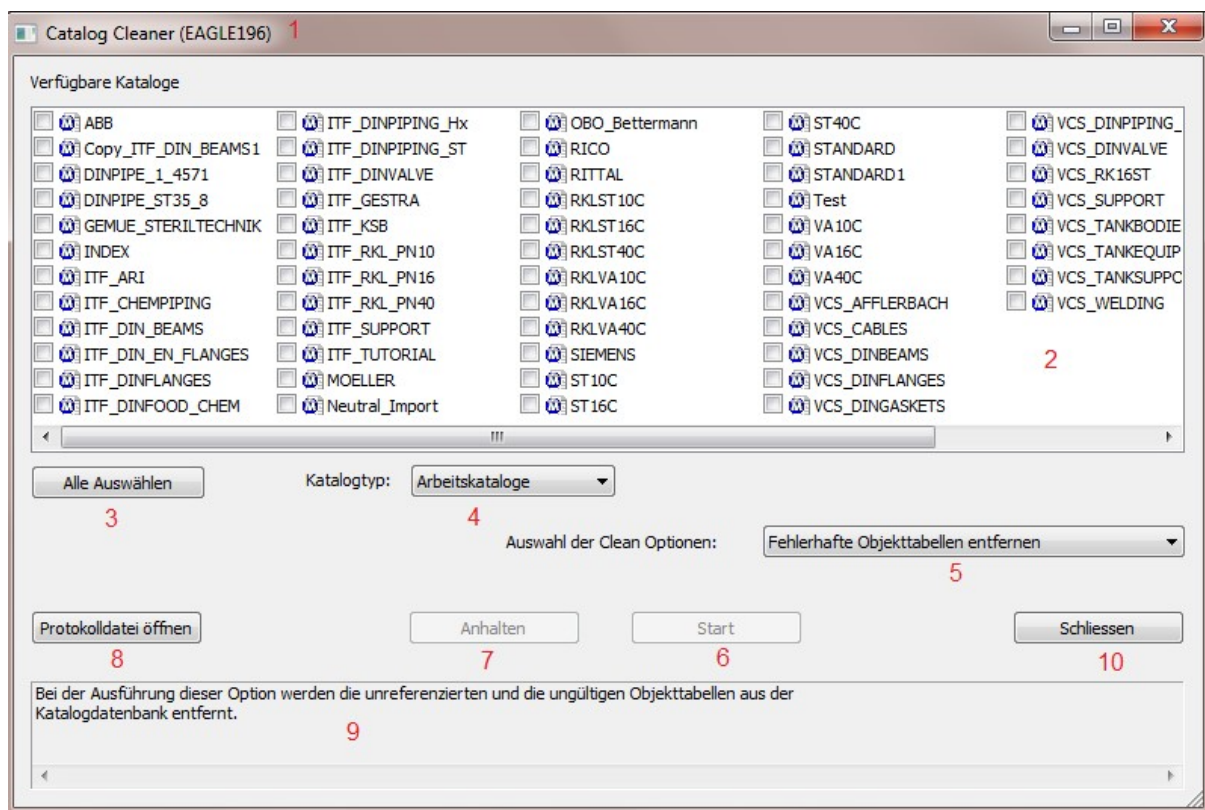 Catalog Cleaner (EAGLE196) 1
Verfügbare Kataloge
ABB ITF_DINPIPING_Hx OBO_Bettermann ST40C VCS_DINPIPING_
Copy_ITF_DIN_BEAMS1 ITF_DINPIPING_ST RICO STANDARD VCS_DINVALVE
DINPIPE_1_4571 ITF_DINVALVE RITTAL STANDARD1 VCS_RK16ST
DINPIPE_ST35_8 ITF_GESTRA RKLST10C Test VCS_SUPPORT
GEMUE_STERILTECHNIK ITF_KSB RKLST16C VA10C VCS_TANKBODIE
INDEX ITF_RKL_PN10 RKLST40C VA16C VCS_TANKEQUIP
ITF_ARI ITF_RKL_PN16 RKLVA10C VA40C VCS_TANKSUPPO
ITF_CHEMPIPING ITF_RKL_PN40 RKLVA16C VCS_AFFLERBACH VCS_WELDING
ITF_DIN_BEAMS ITF_SUPPORT RKLVA40C VCS_CABLES
ITF_DIN_EN_FLANGES ITF_TUTORIAL SIEMENS VCS_DINBEAMS 2
ITF_DINFLANGES MOELLER ST10C VCS_DINFLANGES
ITF_DINFOOD_CHEM Neutral_Import ST16C VCS_DINGASKETS
Alle Auswählen Katalogtyp: Arbeitskataloge
3 4
Auswahl der Clean Optionen: Fehlerhafte Objekttabellen entfernen
5
Protokolldatei öffnen Anhalten Start Schliessen
8 7 6 10
Bei der Ausführung dieser Option werden die unreferenzierten und die ungültigen Objekttabellen aus der
Katalogdatenbank entfernt.
9